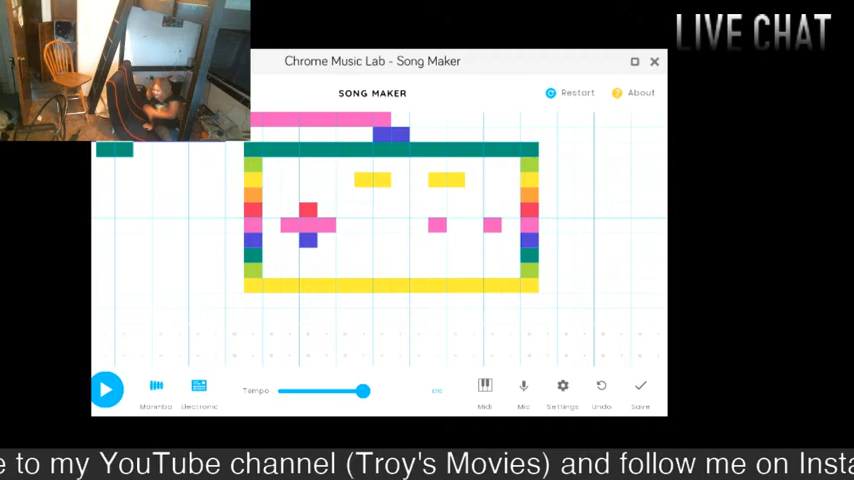 LIVE CHAT
Chrome Music Lab - Song Maker
SONG MAKER
Restart
? About
Tempo
170
Marimba
Electronic
Midi
Mic
Settings
Undo
Save
e to my YouTube channel (Troy's Movies) and follow me on Insta